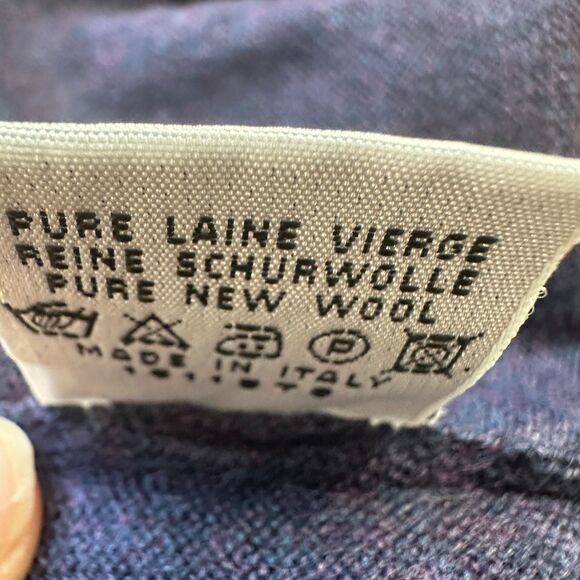 PURE LAINE VIERGE
REINE SCHURWOLLE
PURE NEW WOOL
P
MADE IN ITALY